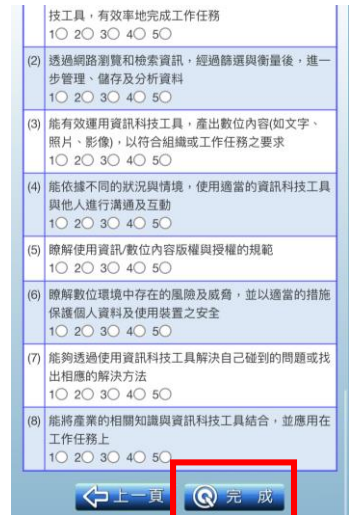 技工具，有效率地完成工作任務
1○ 2○ 3○ 4○ 5○
(2) 透過網路瀏覽和檢索資訊，經過篩選與衡量後，進一
步管理、儲存及分析資料
1○ 2○ 3○ 4○ 5○
(3) 能有效運用資訊科技工具，產出數位內容(如文字、
照片、影像)，以符合組織或工作任務之要求
1○ 2○ 3○ 4○ 5○
(4) 能依據不同的狀況與情境，使用適當的資訊科技工具
與他人進行溝通及互動
1○ 2○ 3○ 4○ 5○
(5) 瞭解使用資訊/數位內容版權與授權的規範
1○ 2○ 3○ 4○ 5○
(6) 瞭解數位環境中存在的風險及威脅，並以適當的措施
保護個人資料及使用裝置之安全
1○ 2○ 3○ 4○ 5○
(7) 能夠透過使用資訊科技工具解決自己碰到的問題或找
出相應的解決方法
1○ 2○ 3○ 4○ 5○
(8) 能將產業的相關知識與資訊科技工具結合，並應用在
工作任務上
1○ 2○ 3○ 4○ 5○
上一頁 完 成